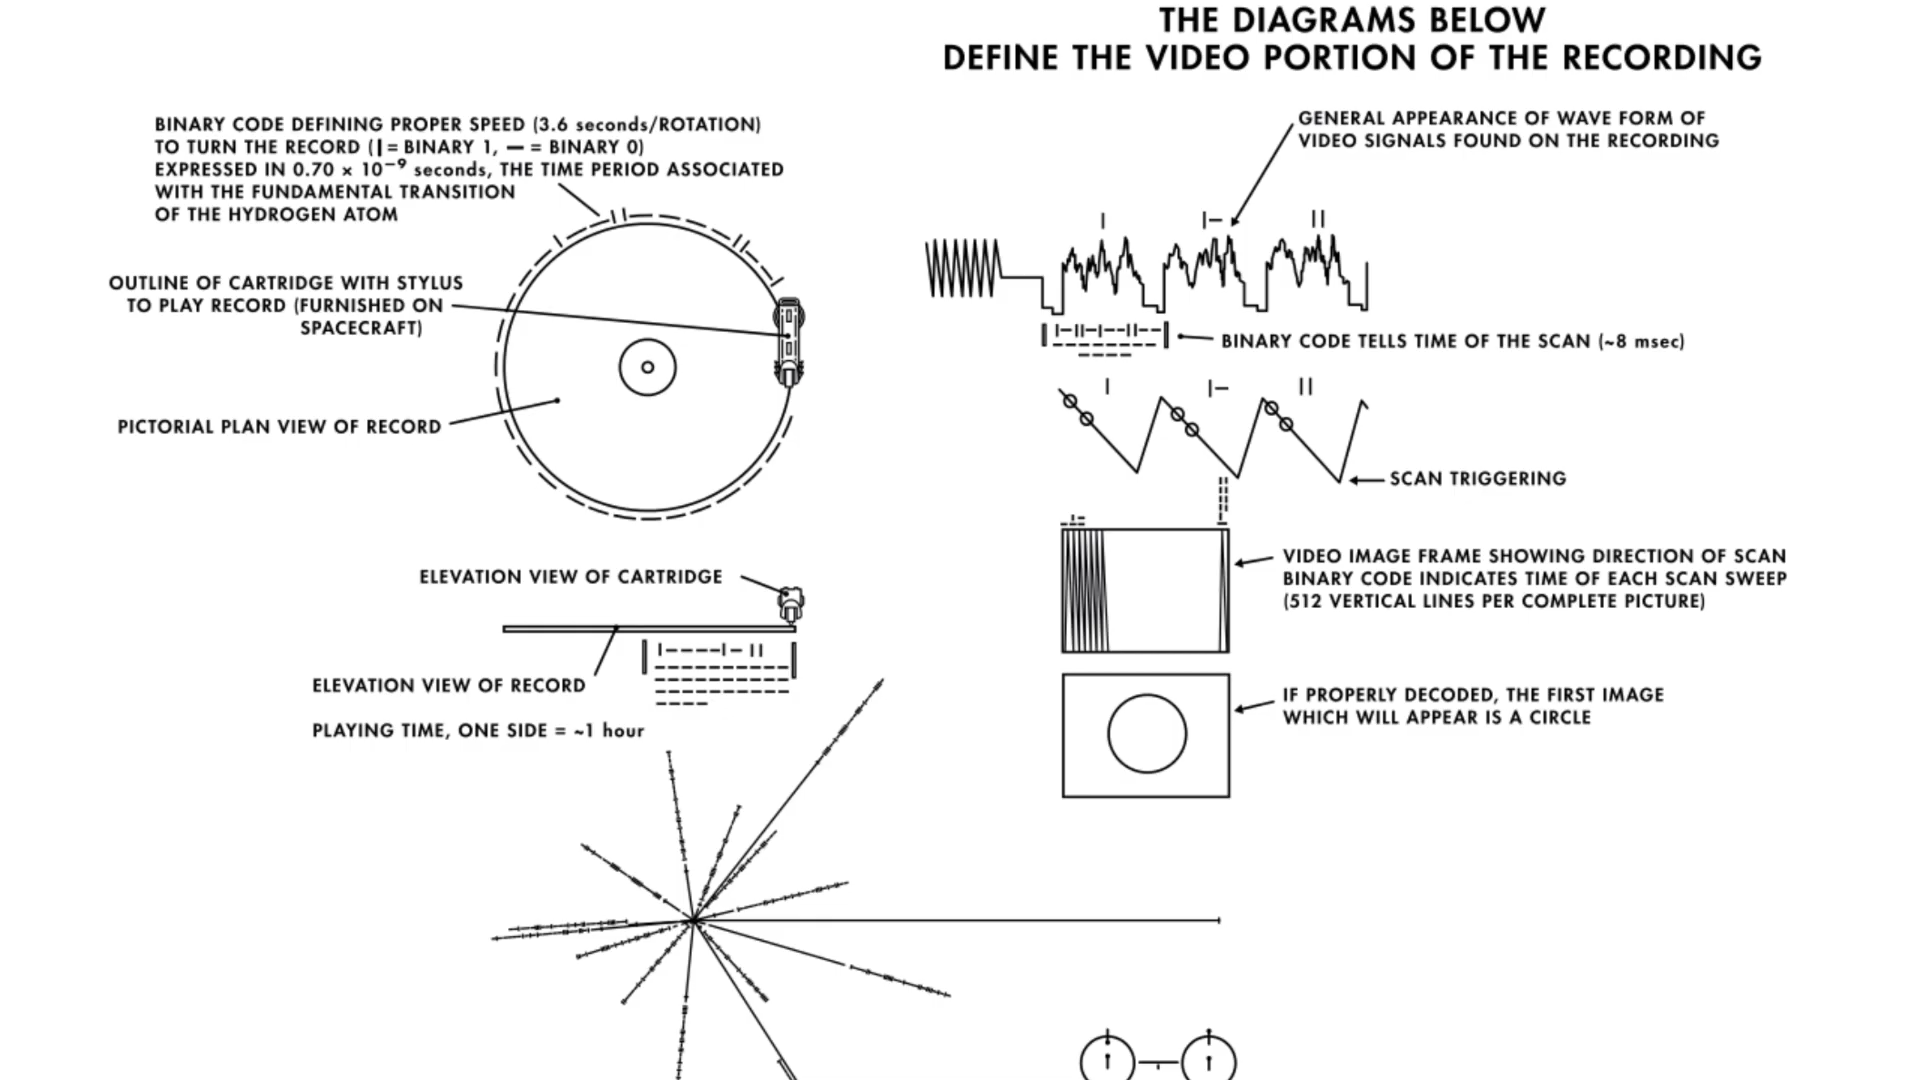 THE DIAGRAMS BELOW
DEFINE THE VIDEO PORTION OF THE RECORDING
BINARY CODE DEFINING PROPER SPEED (3.6 seconds/ROTATION)
TO TURN THE RECORD (|= BINARY 1, — = BINARY 0)
EXPRESSED IN 0.70 × 10⁻⁹ seconds, THE TIME PERIOD ASSOCIATED
WITH THE FUNDAMENTAL TRANSITION
OF THE HYDROGEN ATOM
OUTLINE OF CARTRIDGE WITH STYLUS
TO PLAY RECORD (FURNISHED ON
SPACECRAFT)
PICTORIAL PLAN VIEW OF RECORD
ELEVATION VIEW OF CARTRIDGE
ELEVATION VIEW OF RECORD
PLAYING TIME, ONE SIDE = ~1 hour
GENERAL APPEARANCE OF WAVE FORM OF
VIDEO SIGNALS FOUND ON THE RECORDING
BINARY CODE TELLS TIME OF THE SCAN (~8 msec)
SCAN TRIGGERING
VIDEO IMAGE FRAME SHOWING DIRECTION OF SCAN
BINARY CODE INDICATES TIME OF EACH SCAN SWEEP
(512 VERTICAL LINES PER COMPLETE PICTURE)
IF PROPERLY DECODED, THE FIRST IMAGE
WHICH WILL APPEAR IS A CIRCLE